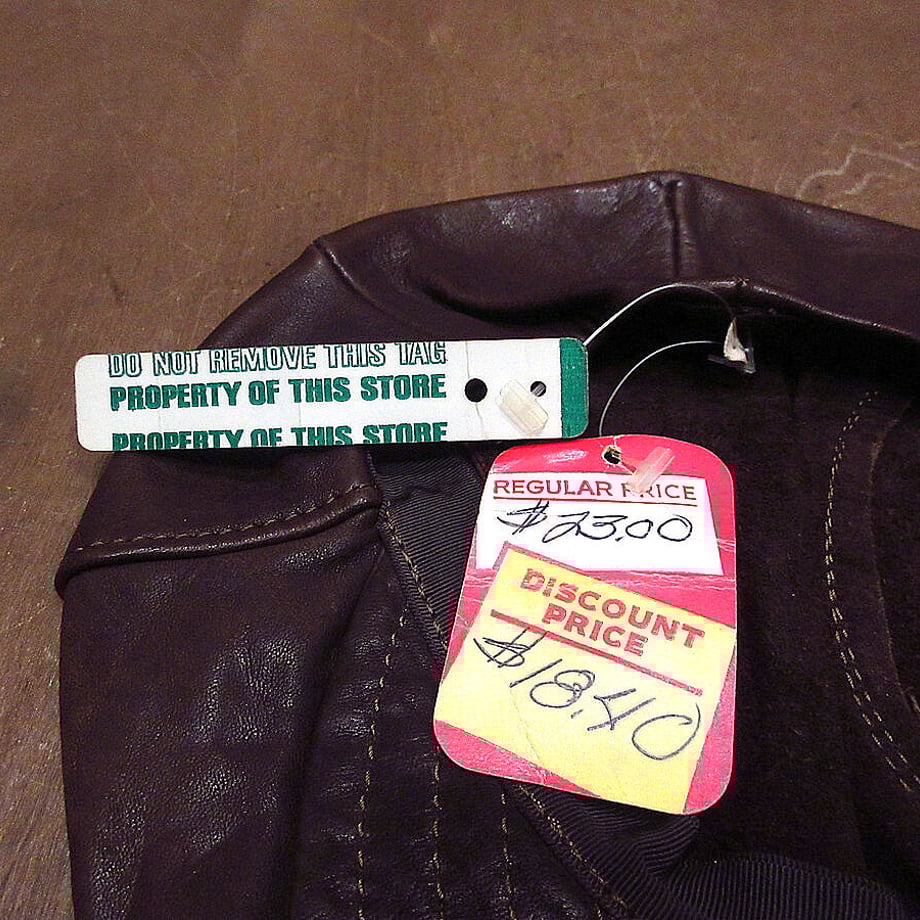 DO NOT REMOVE THIS TAG
PROPERTY OF THIS STORE
PROPERTY OF THIS STORE
REGULAR PRICE
$23.00
DISCOUNT
PRICE
$18.40